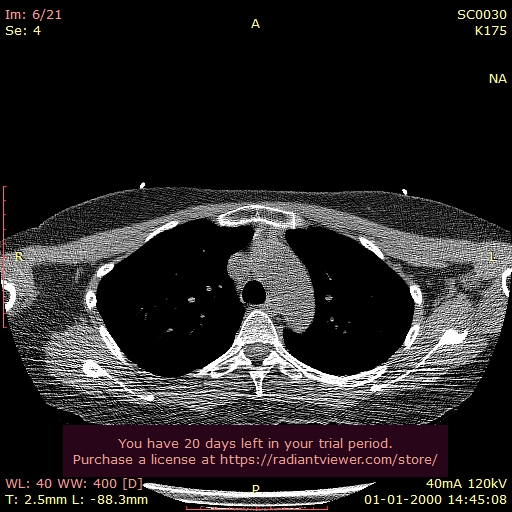 Im: 6/21
Se: 4
A
SC0030
K175
NA
R
L
You have 20 days left in your trial period.
Purchase a license at https://radiantviewer.com/store/
WL: 40 WW: 400 [D]
T: 2.5mm L: -88.3mm
P
40mA 120kV
01-01-2000 14:45:08